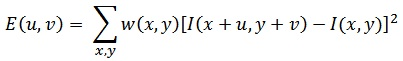 E(u, v) = ∑x,y w(x, y)[I(x + u, y + v) − I(x, y)]²